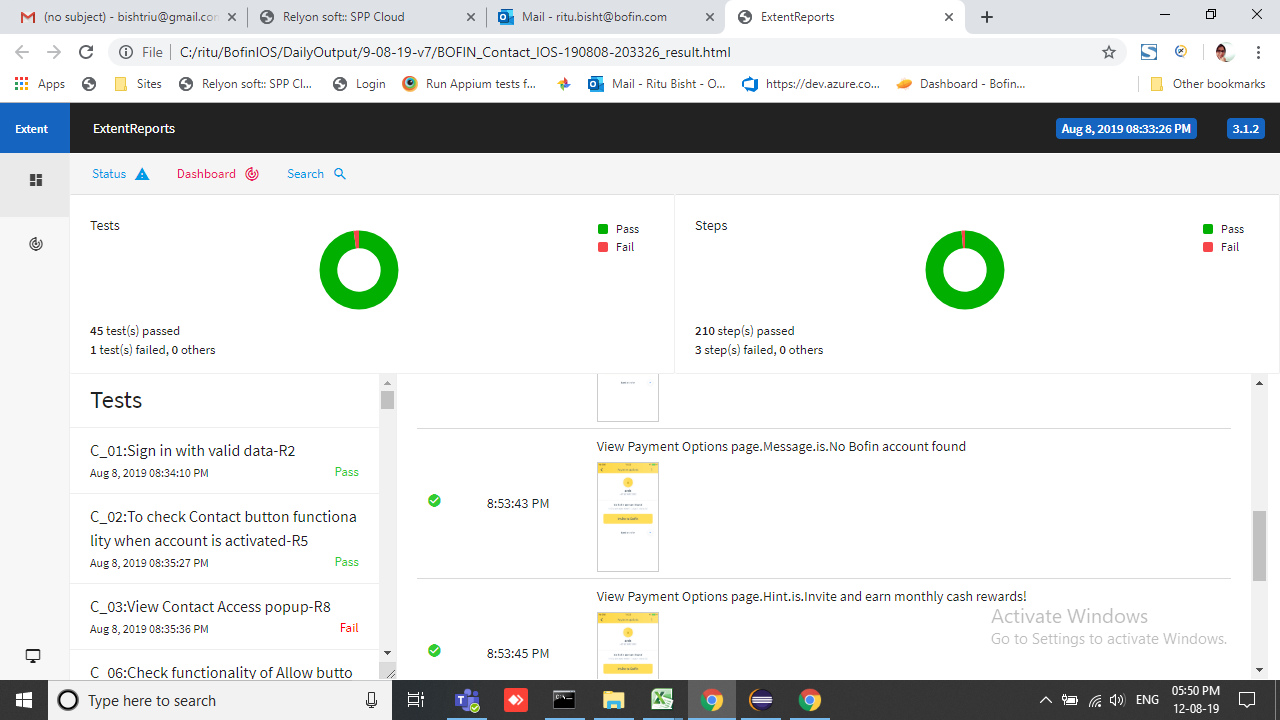 (no subject) - bishtriu@gmail.con
Relyon soft:: SPP Cloud
Mail - ritu.bisht@bofin.com
ExtentReports
File
C:/ritu/BofinIOS/DailyOutput/9-08-19-v7/BOFIN_Contact_IOS-190808-203326_result.html
Apps
Sites
Relyon soft:: SPP Cl...
Login
Run Appium tests f...
Mail - Ritu Bisht - O...
https://dev.azure.co...
Dashboard - Bofin...
Other bookmarks
Extent
ExtentReports
Aug 8, 2019 08:33:26 PM
3.1.2
Status
Dashboard
Search
Tests
Pass
Fail
45 test(s) passed
1 test(s) failed, 0 others
Steps
Pass
Fail
210 step(s) passed
3 step(s) failed, 0 others
Tests
C_01:Sign in with valid data-R2
Aug 8, 2019 08:34:10 PM
Pass
C_02:To check Contact button functiona
lity when account is activated-R5
Aug 8, 2019 08:35:27 PM
Pass
C_03:View Contact Access popup-R8
Aug 8, 2019 08:35:36 PM
Fail
C_06:Check functionality of Allow butto
View Payment Options page.Message.is.No Bofin account found
8:53:43 PM
View Payment Options page.Hint.is.Invite and earn monthly cash rewards!
8:53:45 PM
Activate Windows
Go to Settings to activate Windows.
Type here to search
ENG
05:50 PM
12-08-19